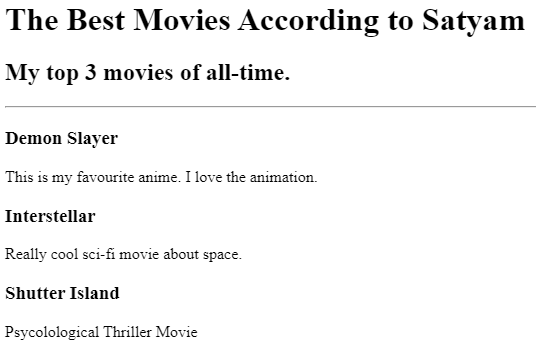 The Best Movies According to Satyam
My top 3 movies of all-time.
Demon Slayer
This is my favourite anime. I love the animation.
Interstellar
Really cool sci-fi movie about space.
Shutter Island
Psycolological Thriller Movie